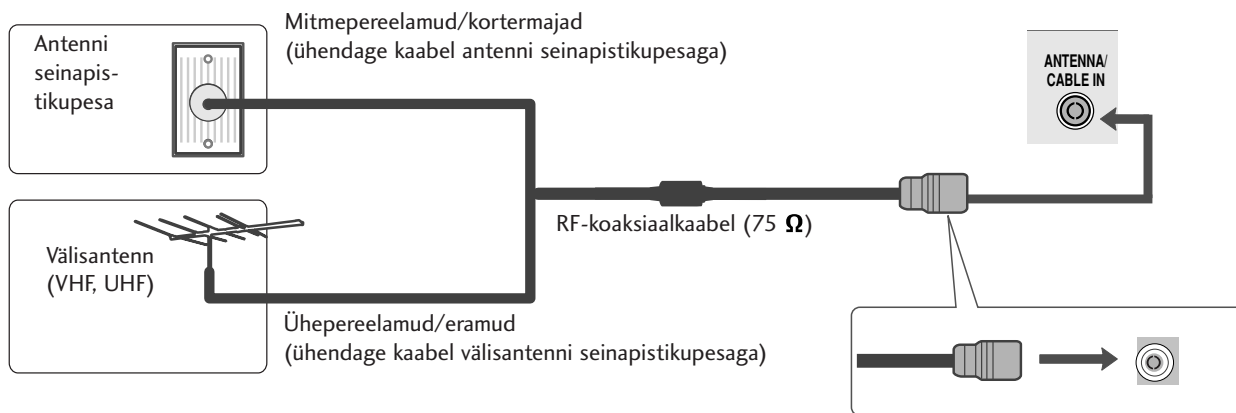 Mitmepereelamud/kortermajad
(ühendage kaabel antenni seinapistikupesaga)
Antenni
seinapis-
tikupesa
ANTENNA/
CABLE IN
RF-koaksiaalkaabel (75 Ω)
Välisantenn
(VHF, UHF)
Ühepereelamud/eramud
(ühendage kaabel välisantenni seinapistikupesaga)